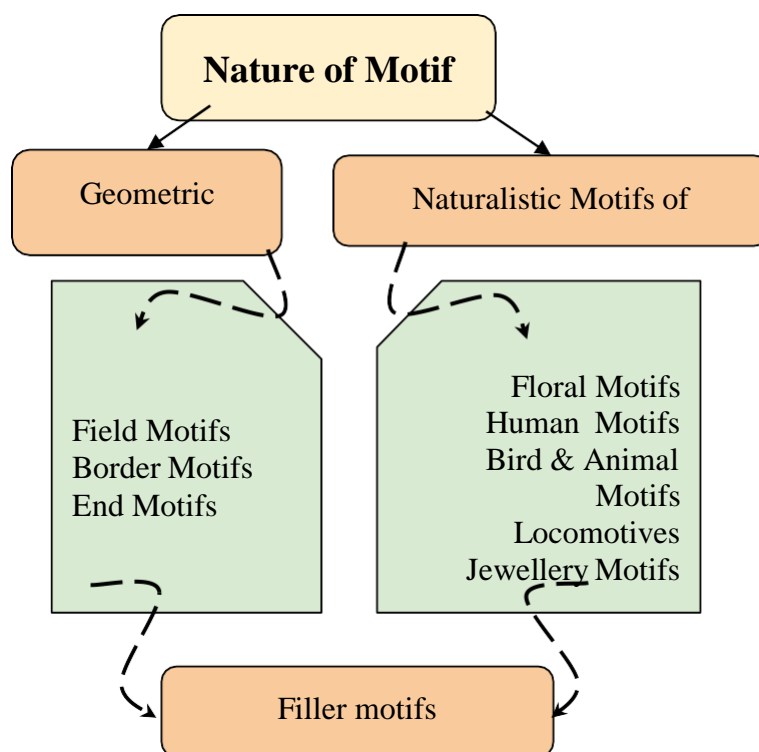 Nature of Motif
Geometric
Naturalistic Motifs of
Field Motifs
Border Motifs
End Motifs
Floral Motifs
Human Motifs
Bird & Animal
Motifs
Locomotives
Jewellery Motifs
Filler motifs